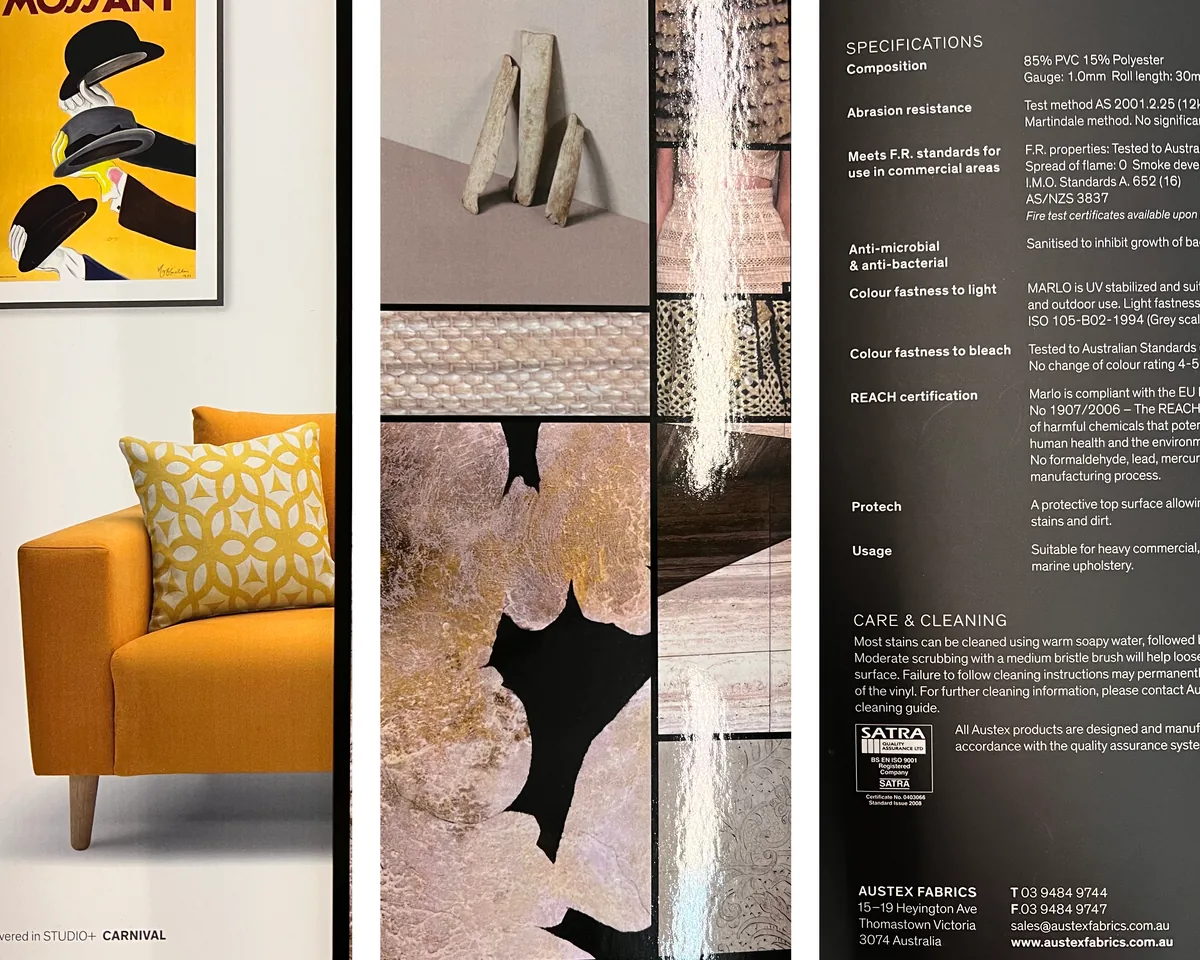 MOSSANT
vered in STUDIO+ CARNIVAL
SPECIFICATIONS
Composition
85% PVC 15% Polyester
Gauge: 1.0mm Roll length: 30m
Abrasion resistance
Test method AS 2001.2.25 (12k
Martindale method. No significa
Meets F.R. standards for
use in commercial areas
F.R. properties: Tested to Austra
Spread of flame: 0 Smoke deve
I.M.O. Standards A. 652 (16)
AS/NZS 3837
Fire test certificates available upon
Anti-microbial
& anti-bacterial
Sanitised to inhibit growth of ba
Colour fastness to light
MARLO is UV stabilized and suit
and outdoor use. Light fastness
ISO 105-B02-1994 (Grey scal
Colour fastness to bleach
Tested to Australian Standards
No change of colour rating 4-5
REACH certification
Marlo is compliant with the EU
No 1907/2006 – The REACH
of harmful chemicals that poten
human health and the environm
No formaldehyde, lead, mercur
manufacturing process.
Protech
A protective top surface allowin
stains and dirt.
Usage
Suitable for heavy commercial,
marine upholstery.
CARE & CLEANING
Most stains can be cleaned using warm soapy water, followed b
Moderate scrubbing with a medium bristle brush will help loose
surface. Failure to follow cleaning instructions may permanentl
of the vinyl. For further cleaning information, please contact Au
cleaning guide.
SATRA
QUALITY
ASSURANCE LTD
BS EN ISO 9001
Registered
Company
SATRA
Certificate No. 0403066
Standard Issue 2008
All Austex products are designed and manuf
accordance with the quality assurance syste
AUSTEX FABRICS
15–19 Heyington Ave
Thomastown Victoria
3074 Australia
T 03 9484 9744
F 03 9484 9747
sales@austexfabrics.com.au
www.austexfabrics.com.au